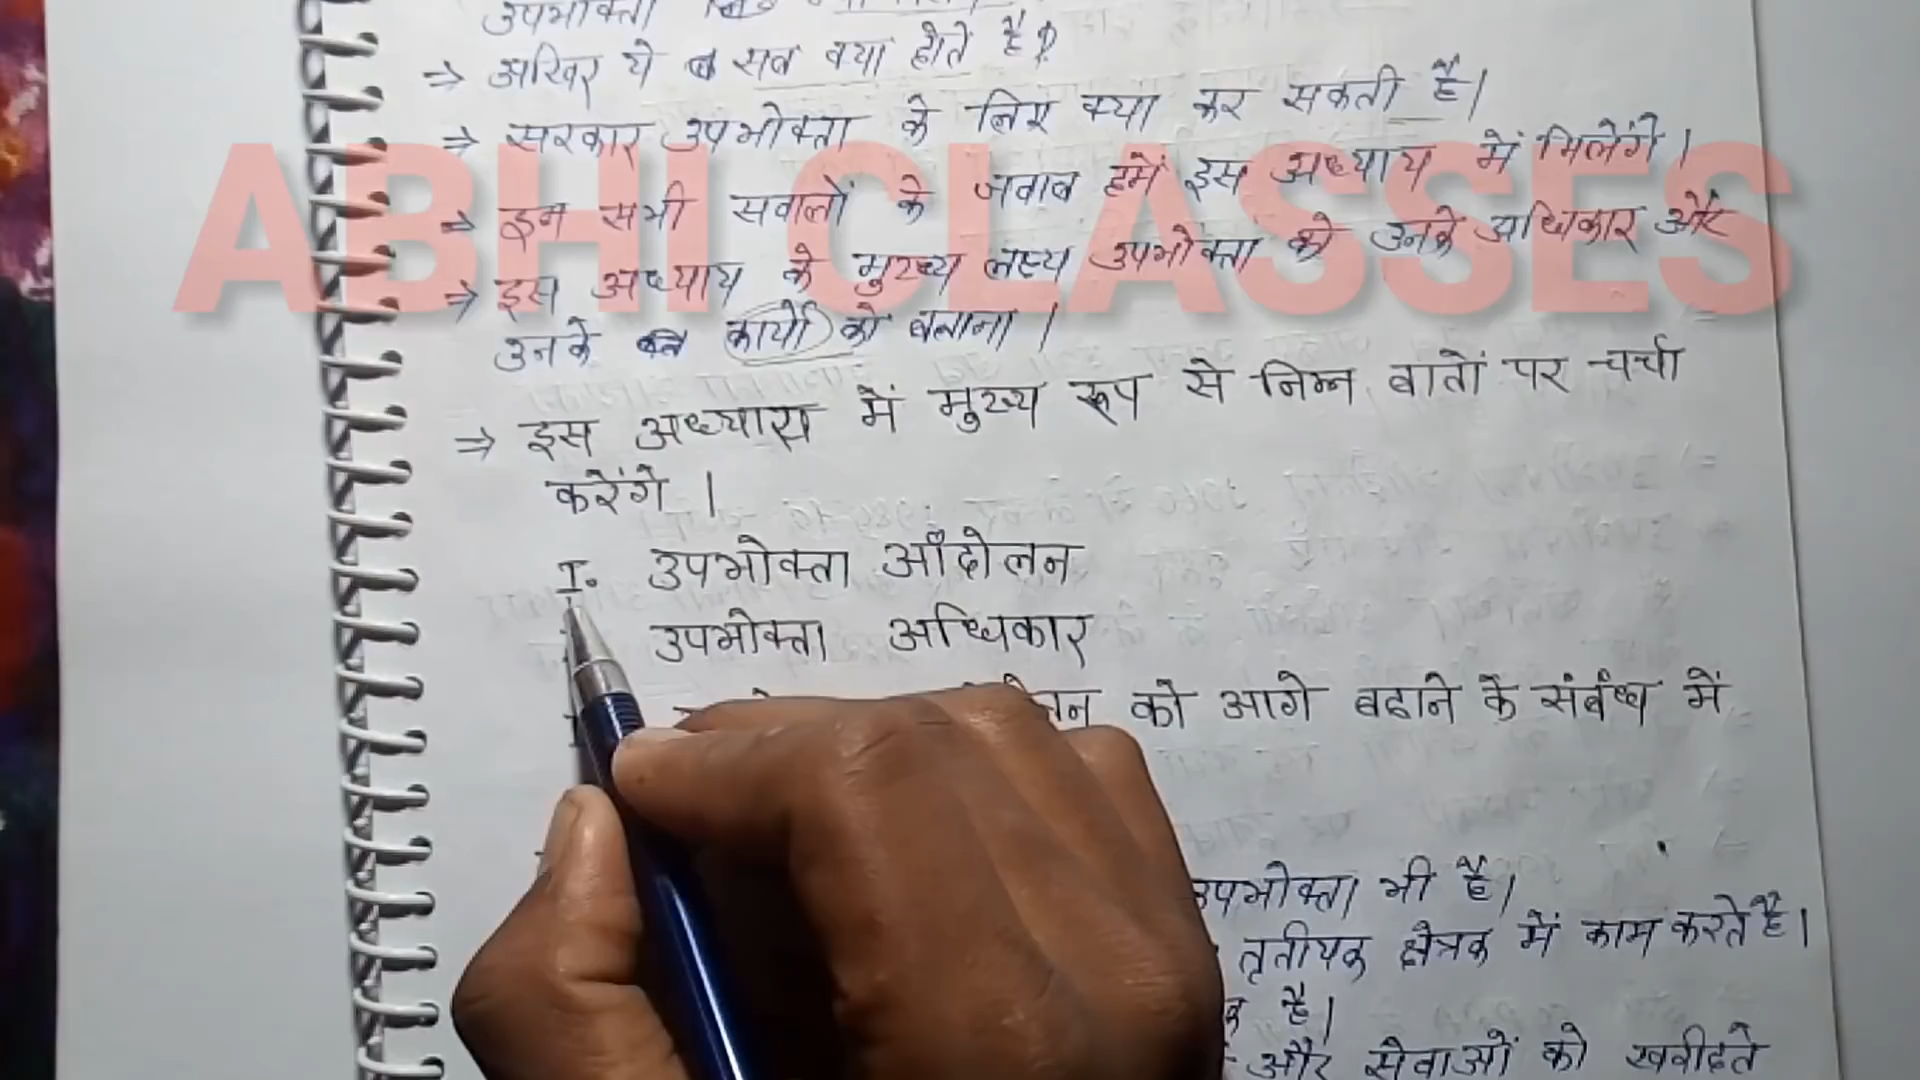 उपभोक्ता
⇒ अखिर ये सब क्या होते है?
⇒ सरकार उपभोक्ता के लिए क्या कर सकती है।
⇒ इन सभी सवालों के जवाब हमें इस अध्याय में मिलेंगे।
⇒ इस अध्याय के मुख्य लक्ष्य उपभोक्ता को उनके अधिकार और
उनके कार्यो को बताना।
⇒ इस अध्याय में मुख्य रूप से निम्न बातों पर चर्चा
करेंगे।
I. उपभोक्ता आँदोलन
उपभोक्ता अधिकार
को आगे बढाने के संबंध में
उपभोक्ता भी है।
तृतीयक क्षेत्रक में काम करते है।
है।
और सेवाओं को खरीदते
ABHI CLASSES